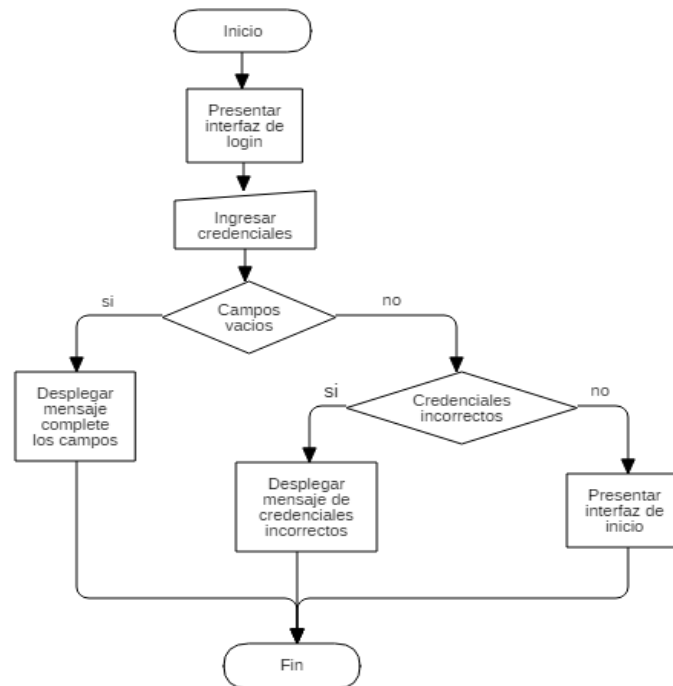 Inicio
Presentar
interfaz de
login
Ingresar
credenciales
Campos
vacios
si
no
Desplegar
mensaje
complete
los campos
Credenciales
incorrectos
si
no
Desplegar
mensaje de
credenciales
incorrectos
Presentar
interfaz de
inicio
Fin